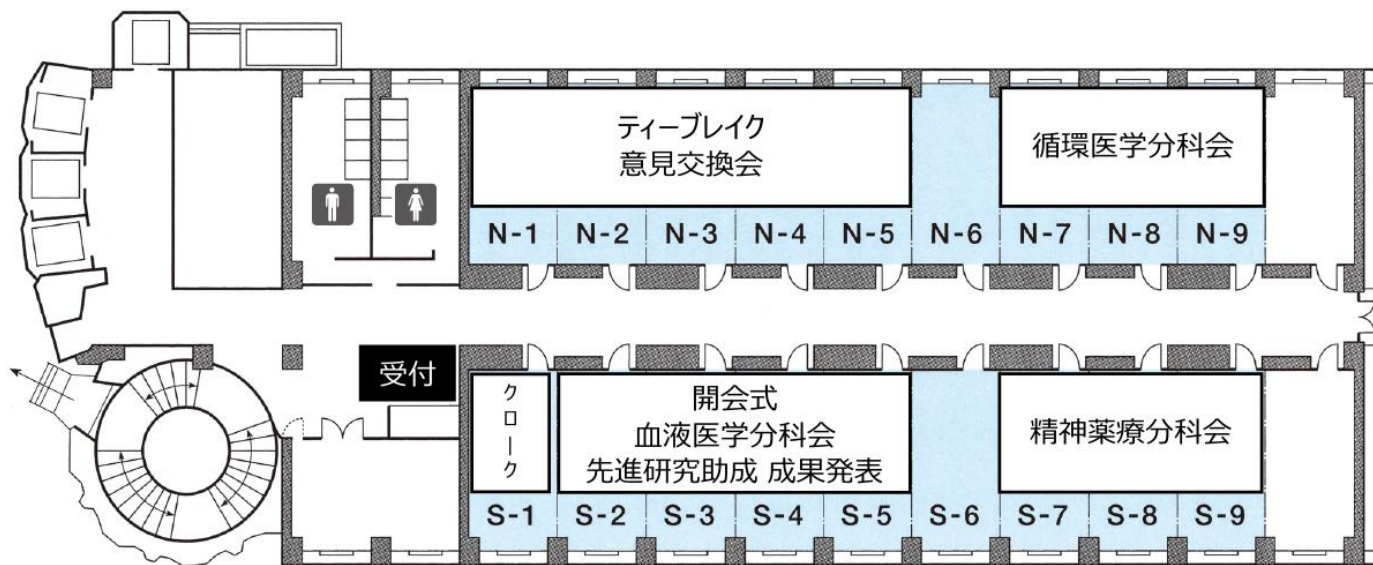 ティーブレイク
意見交換会
循環医学分科会
N-1 N-2 N-3 N-4 N-5 N-6 N-7 N-8 N-9
受付
クローク
開会式
血液医学分科会
先進研究助成 成果発表
精神薬療分科会
S-1 S-2 S-3 S-4 S-5 S-6 S-7 S-8 S-9